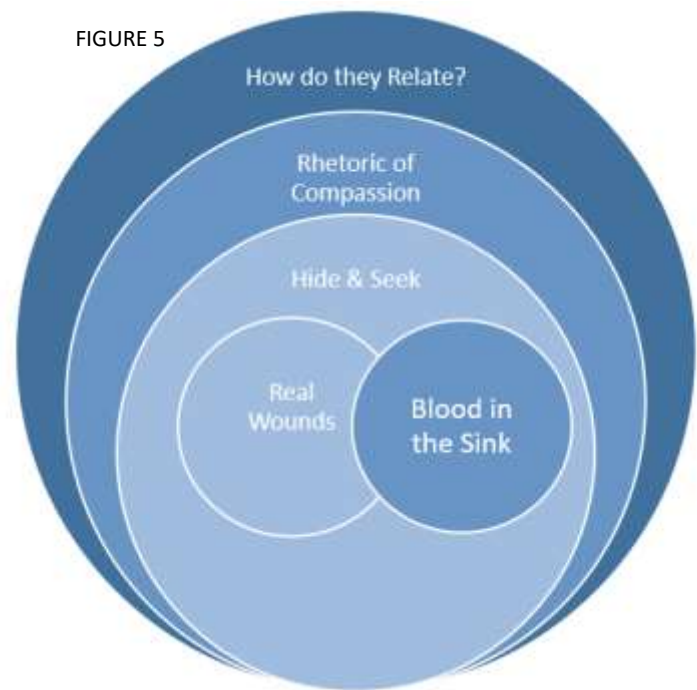 FIGURE 5
How do they Relate?
Rhetoric of
Compassion
Hide & Seek
Real
Wounds
Blood in
the Sink